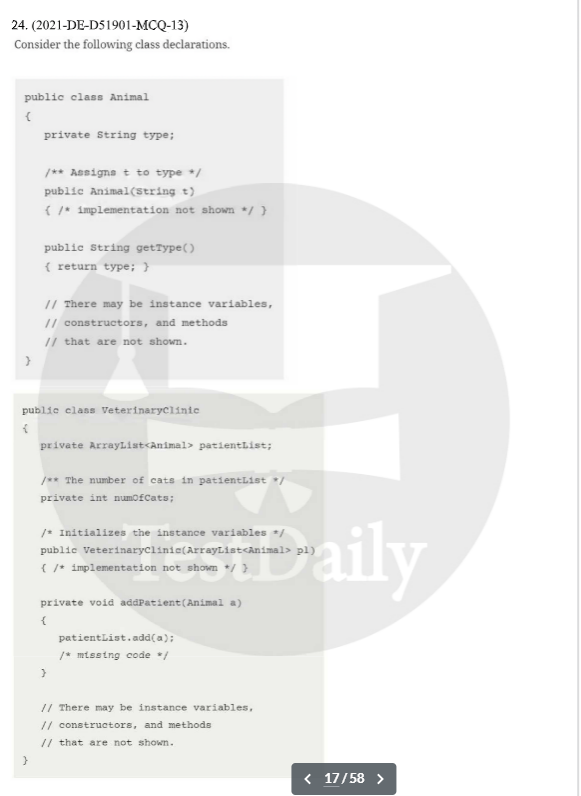 24. (2021-DE-D51901-MCQ-13)
Consider the following class declarations.
public class Animal
{
private String type;
/** Assigns t to type */
public Animal(String t)
{ /* implementation not shown */ }
public String getType()
{ return type; }
// There may be instance variables,
// constructors, and methods
// that are not shown.
}
public class VeterinaryClinic
{
private ArrayList<Animal> patientList;
/** The number of cats in patientList */
private int numOfCats;
/* Initializes the instance variables */
public VeterinaryClinic(ArrayList<Animal> pl)
{ /* implementation not shown */ }
TestDaily
private void addPatient(Animal a)
{
patientList.add(a);
/* missing code */
}
// There may be instance variables,
// constructors, and methods
// that are not shown.
}
< 17/58 >